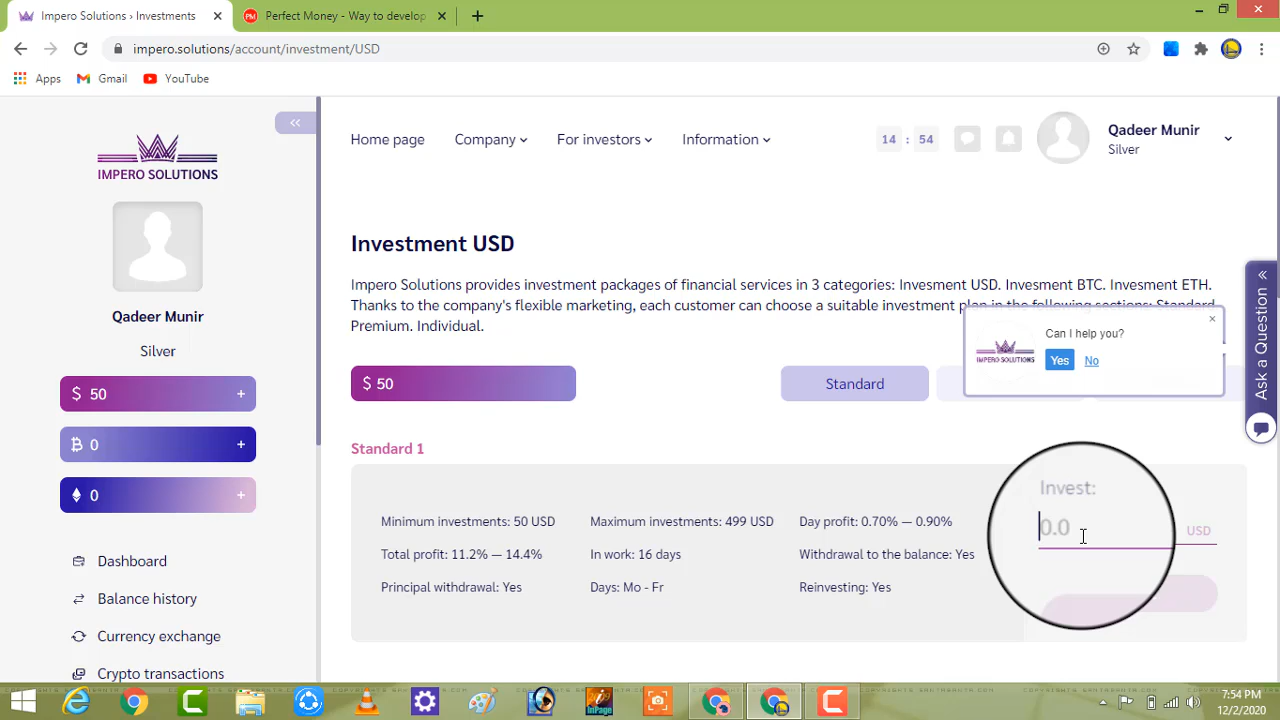 Impero Solutions › Investments
Perfect Money - Way to develop
impero.solutions/account/investment/USD
Apps
Gmail
YouTube
IMPERO SOLUTIONS
Home page
Company
For investors
Information
14 : 54
Qadeer Munir
Silver
Qadeer Munir
Silver
$ 50 +
0 +
0 +
Dashboard
Balance history
Currency exchange
Crypto transactions
Investment USD
Impero Solutions provides investment packages of financial services in 3 categories: Invesment USD. Invesment BTC. Invesment ETH.
Thanks to the company's flexible marketing, each customer can choose a suitable investment plan in the following sections: Standard
Premium. Individual.
$ 50
Standard
Can I help you?
IMPERO SOLUTIONS
Yes
No
Ask a Question
Standard 1
Minimum investments: 50 USD
Maximum investments: 499 USD
Day profit: 0.70% — 0.90%
Total profit: 11.2% — 14.4%
In work: 16 days
Withdrawal to the balance: Yes
Principal withdrawal: Yes
Days: Mo - Fr
Reinvesting: Yes
Invest:
0.0
USD
InPage
7:54 PM
12/2/2020